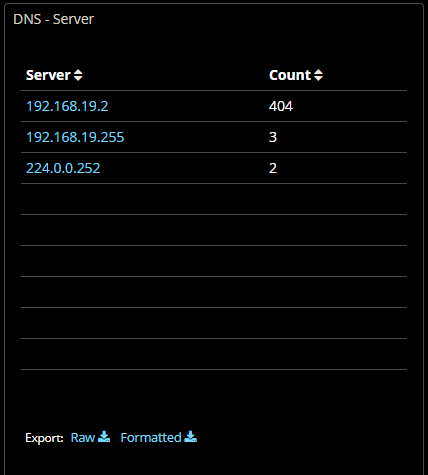 DNS - Server
Server Count
192.168.19.2 404
192.168.19.255 3
224.0.0.252 2
Export: Raw Formatted